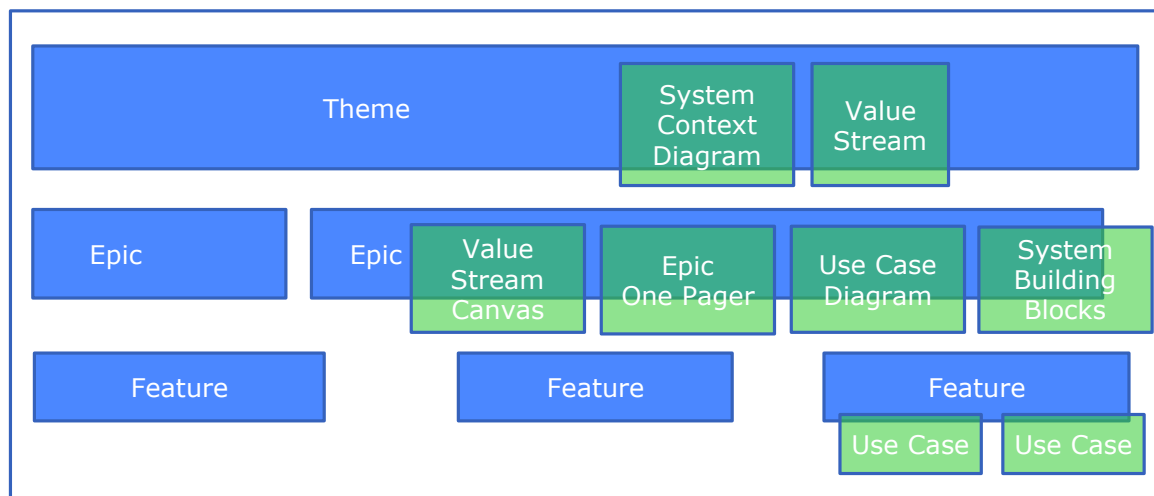 Theme
System
Context
Diagram
Value
Stream
Epic
Epic
Value
Stream
Canvas
Epic
One Pager
Use Case
Diagram
System
Building
Blocks
Feature
Feature
Feature
Use Case
Use Case